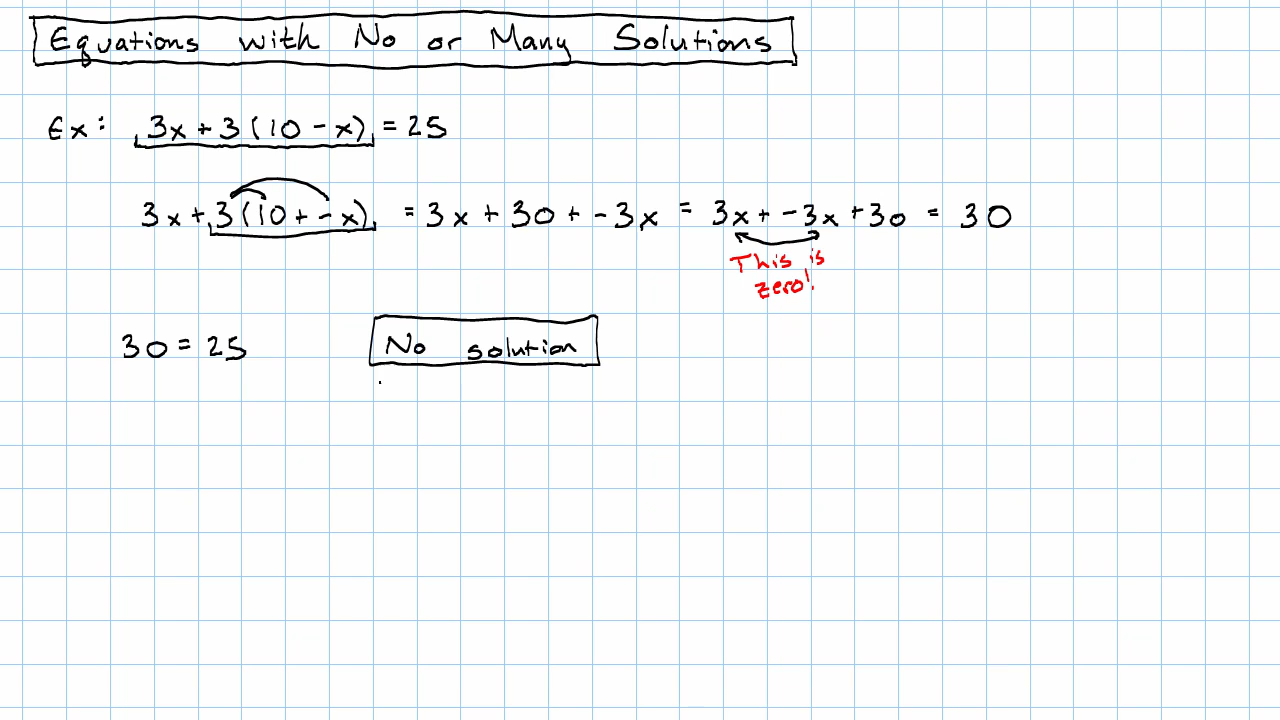 Equations with No or Many Solutions
Ex: 3x + 3 (10 - x) = 25
3x + 3 (10 + -x) = 3x + 30 + -3x = 3x + -3x + 30 = 30
This is
zero!
30 = 25 No solution